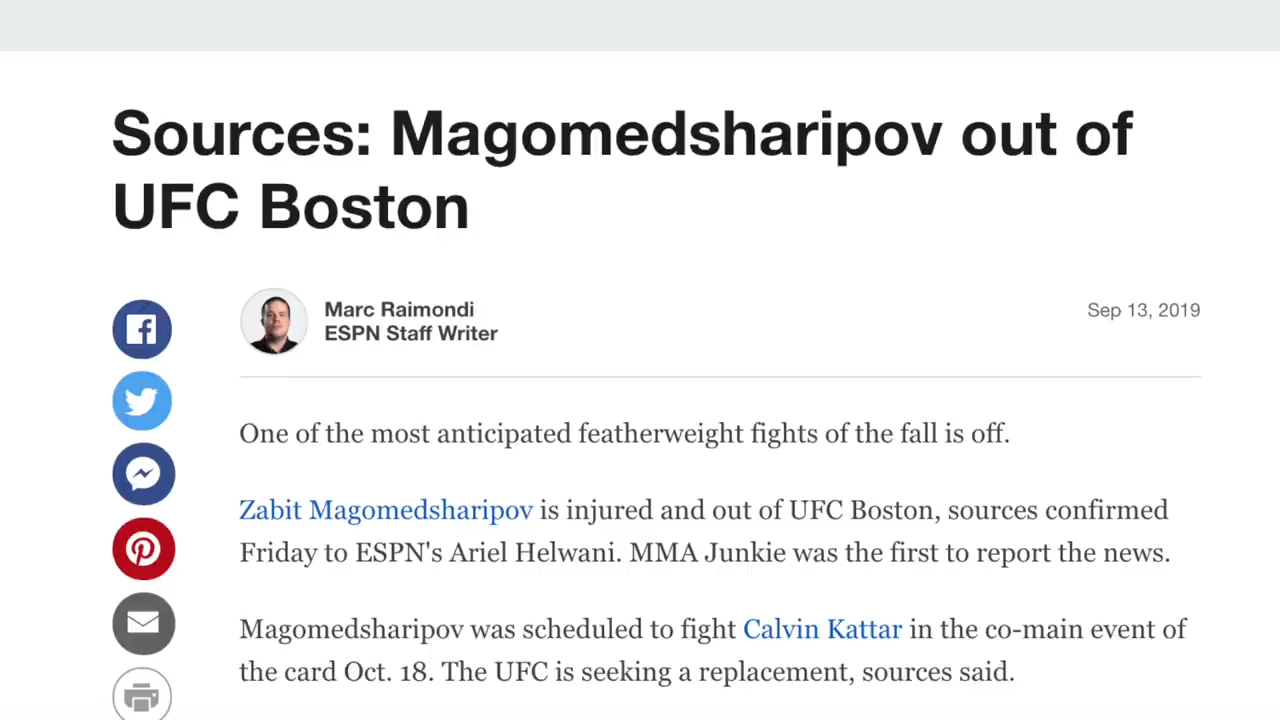 Sources: Magomedsharipov out of
UFC Boston
Marc Raimondi
ESPN Staff Writer
Sep 13, 2019
One of the most anticipated featherweight fights of the fall is off.
Zabit Magomedsharipov is injured and out of UFC Boston, sources confirmed
Friday to ESPN's Ariel Helwani. MMA Junkie was the first to report the news.
Magomedsharipov was scheduled to fight Calvin Kattar in the co-main event of
the card Oct. 18. The UFC is seeking a replacement, sources said.